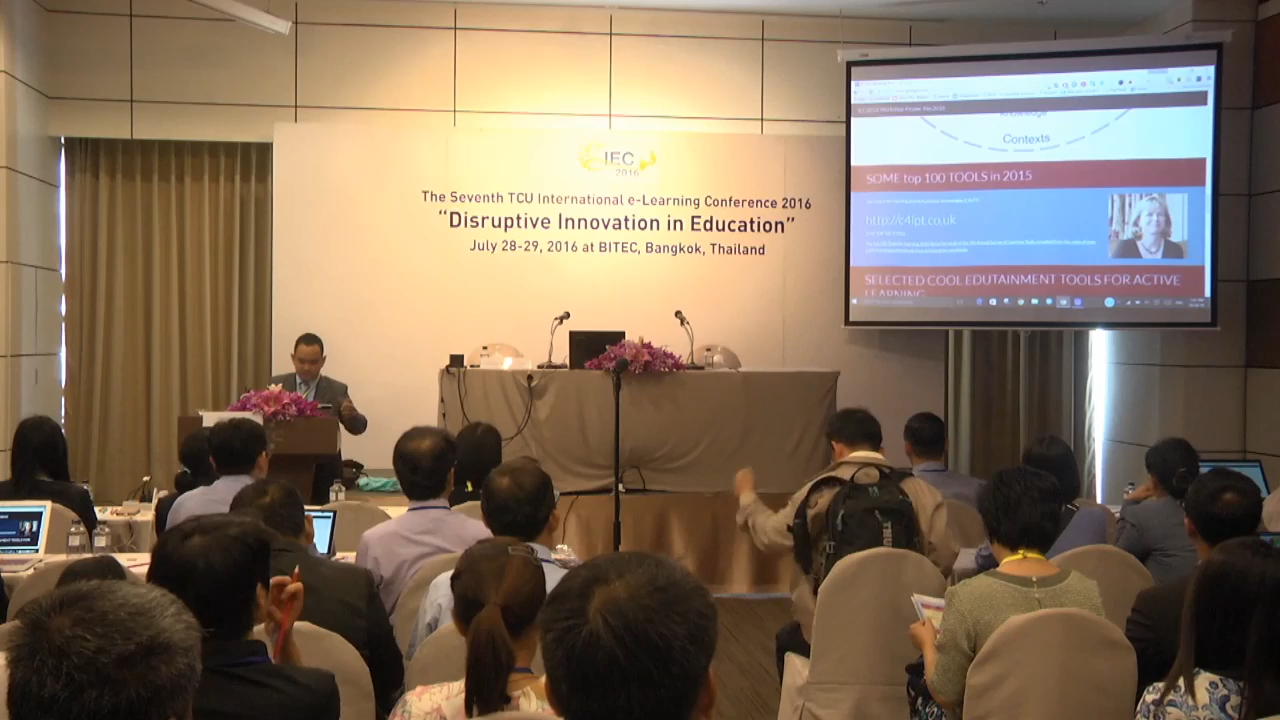 IEC
2016
The Seventh TCU International e-Learning Conference 2016
“Disruptive Innovation in Education”
July 28-29, 2016 at BITEC, Bangkok, Thailand
Knowledge
Contexts
SOME top 100 TOOLS in 2015
http://c4lpt.co.uk
SELECTED COOL EDUTAINMENT TOOLS FOR ACTIVE
LEARNING